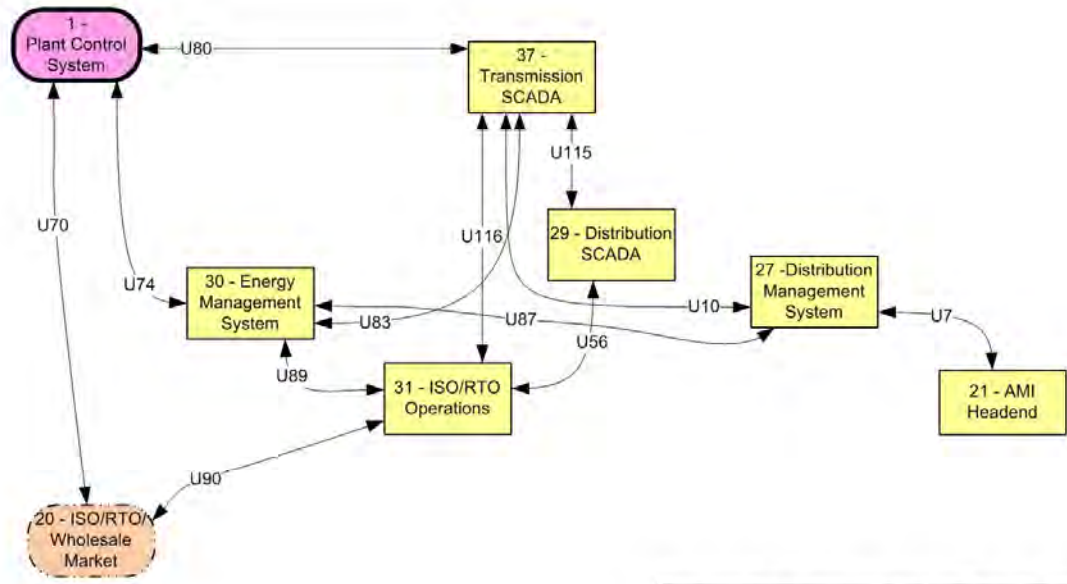 1 -
Plant Control
System
U80
37 -
Transmission
SCADA
U115
U70
U116
29 - Distribution
SCADA
U74
30 - Energy
Management
System
U83
U87
U10
27 -Distribution
Management
System
U7
U56
U89
31 - ISO/RTO
Operations
21 - AMI
Headend
U90
20 - ISO/RTO/
Wholesale
Market